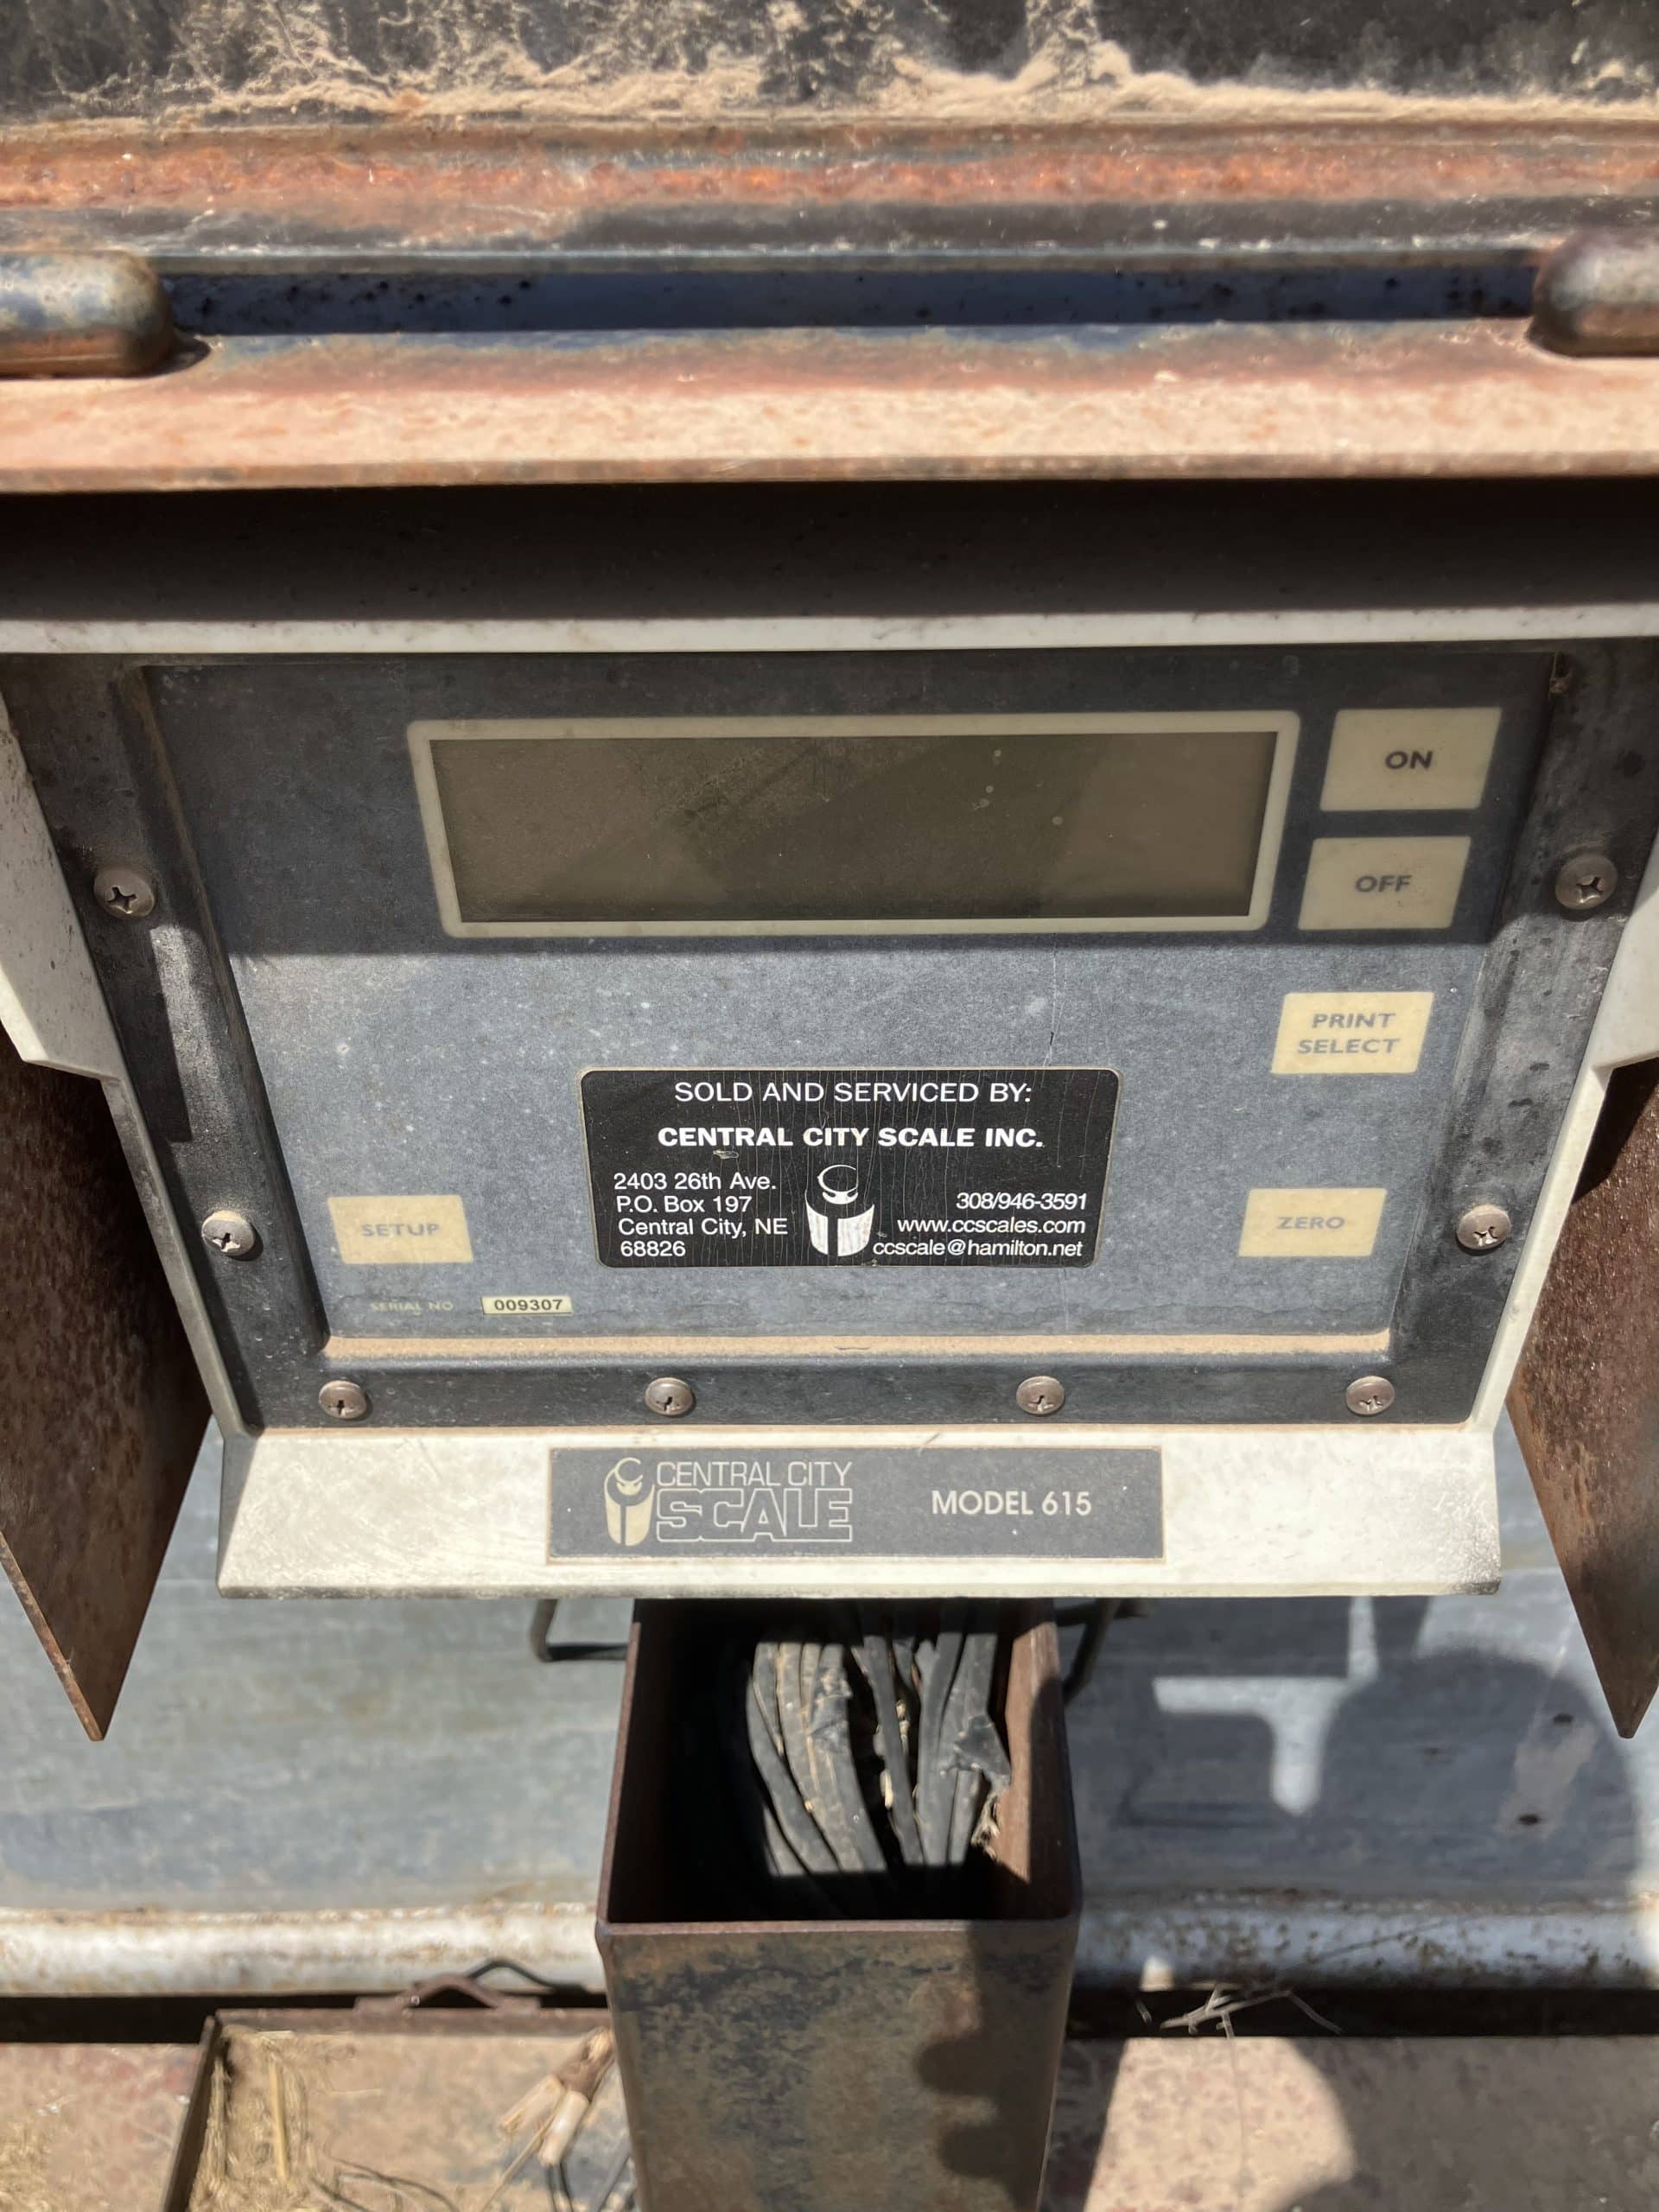 ON
OFF
PRINT
SELECT
SOLD AND SERVICED BY:
CENTRAL CITY SCALE INC.
2403 26th Ave.
P.O. Box 197
Central City, NE
68826
308/946-3591
www.ccscales.com
ccscale@hamilton.net
SETUP
ZERO
SERIAL NO 009307
CENTRAL CITY
SCALE
MODEL 615